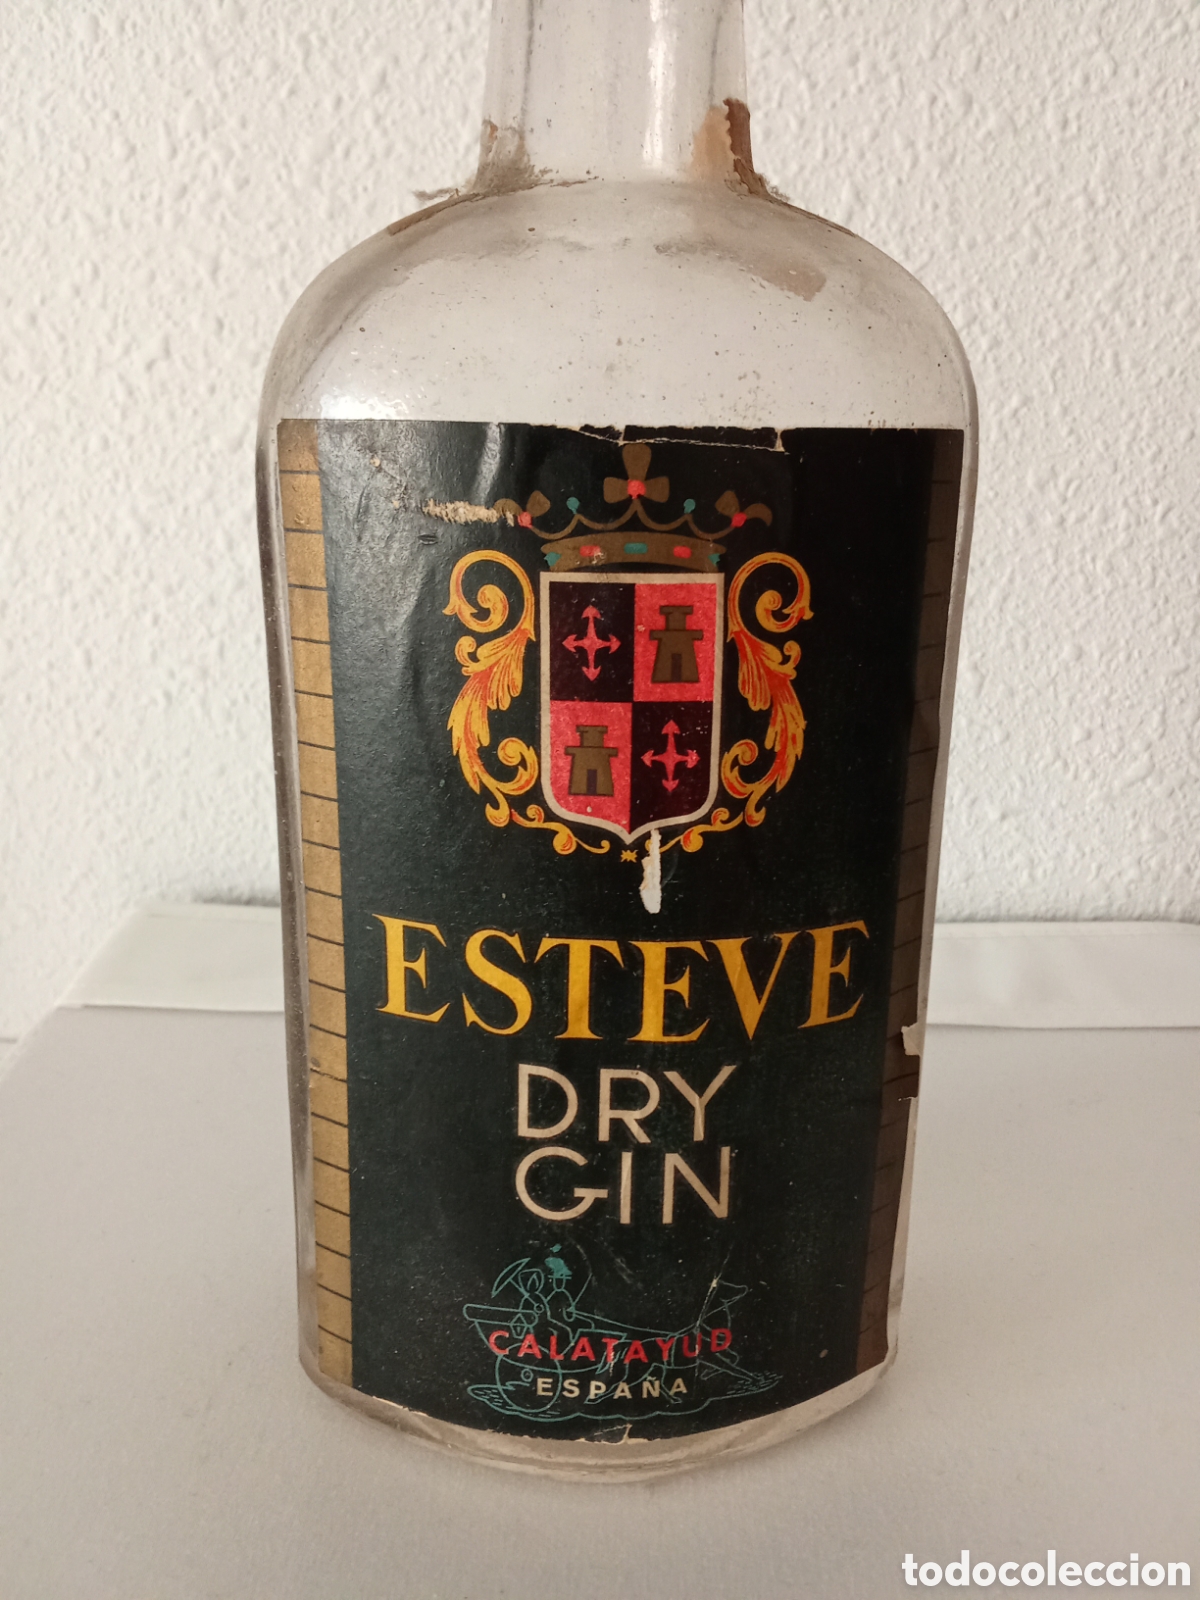 ESTEVE
DRY
GIN
CALATAYUD
ESPAÑA
todocoleccion